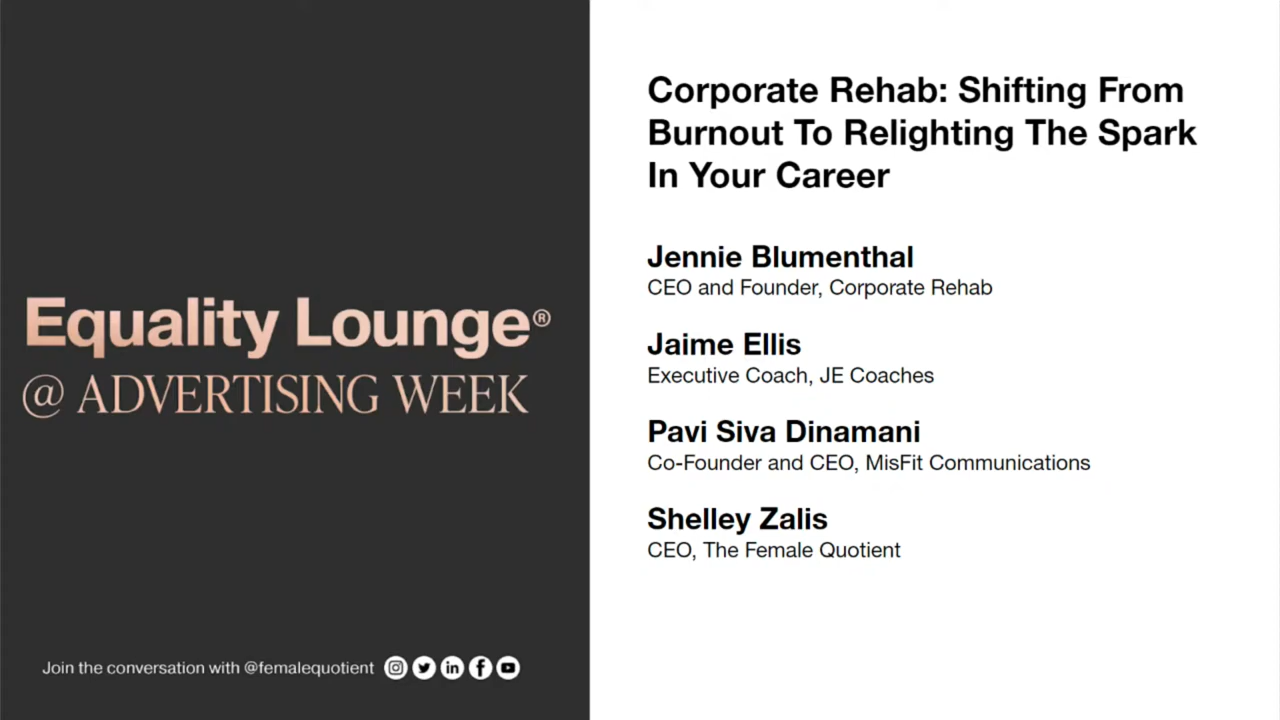 Equality Lounge®
@ ADVERTISING WEEK
Join the conversation with @femalequotient
Corporate Rehab: Shifting From
Burnout To Relighting The Spark
In Your Career
Jennie Blumenthal
CEO and Founder, Corporate Rehab
Jaime Ellis
Executive Coach, JE Coaches
Pavi Siva Dinamani
Co-Founder and CEO, MisFit Communications
Shelley Zalis
CEO, The Female Quotient